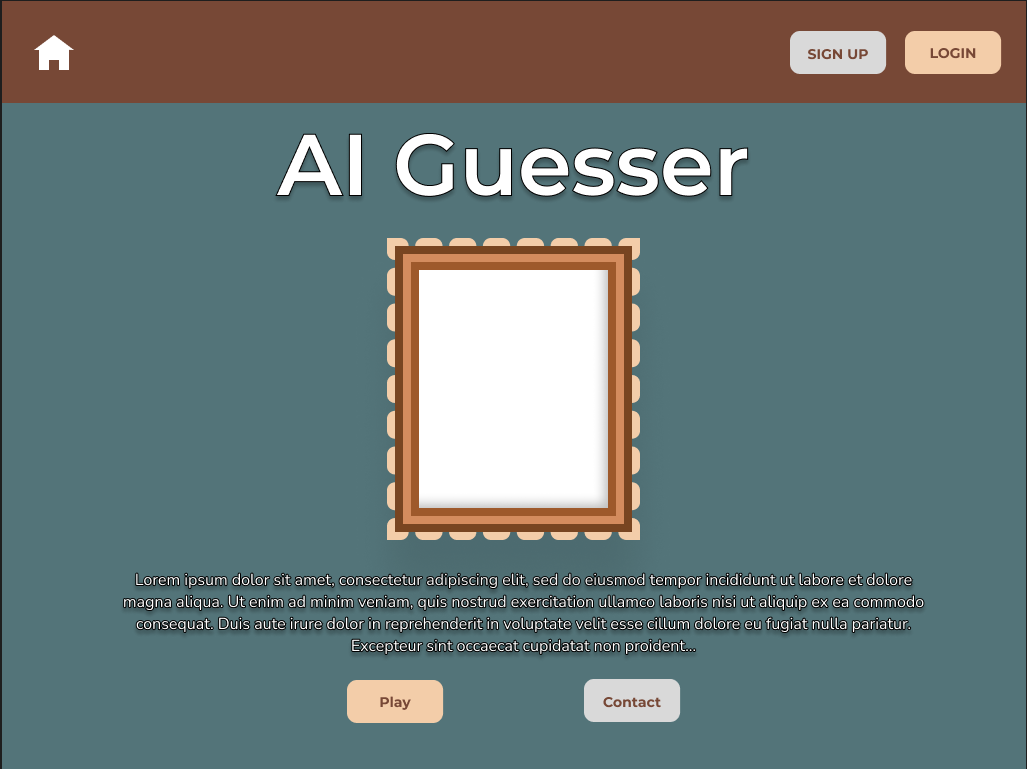 SIGN UP
LOGIN
AI Guesser
Lorem ipsum dolor sit amet, consectetur adipiscing elit, sed do eiusmod tempor incididunt ut labore et dolore
magna aliqua. Ut enim ad minim veniam, quis nostrud exercitation ullamco laboris nisi ut aliquip ex ea commodo
consequat. Duis aute irure dolor in reprehenderit in voluptate velit esse cillum dolore eu fugiat nulla pariatur.
Excepteur sint occaecat cupidatat non proident...
Play
Contact